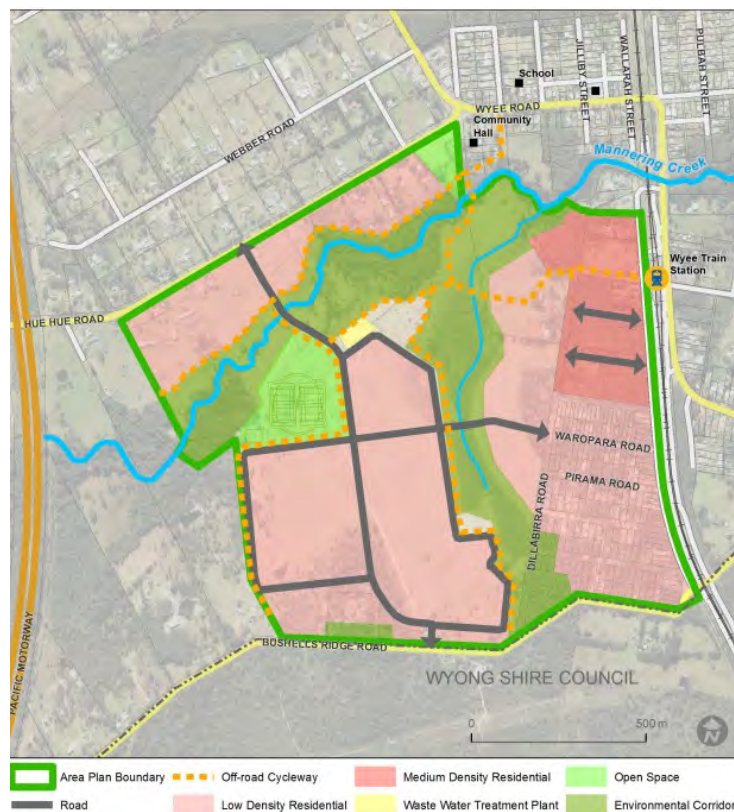 School
JILLIBY STREET
WALLARAH STREET
PULBAH STREET
WYEE ROAD
Community
Hall
WEBBER ROAD
Mannering Creek
Wyee Train
Station
HUE HUE ROAD
WAROPARA ROAD
PIRAMA ROAD
DILLABIRRA ROAD
BUSHELLS RIDGE ROAD
PACIFIC MOTORWAY
WYONG SHIRE COUNCIL
0 500 m
N
Area Plan Boundary Off-road Cycleway Medium Density Residential Open Space
Road Low Density Residential Waste Water Treatment Plant Environmental Corridor